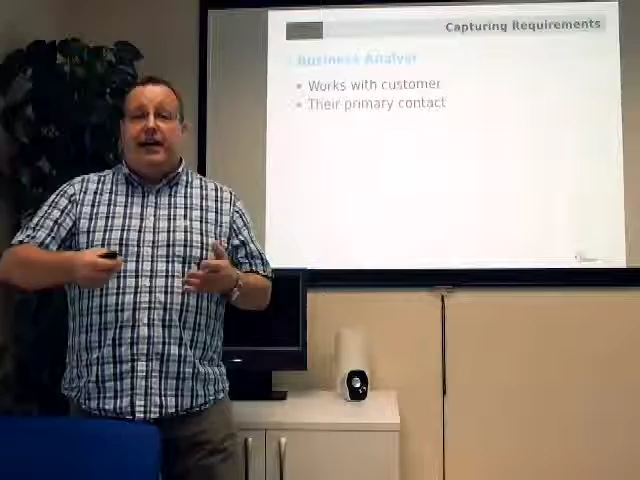 Capturing Requirements
Business Analyst
Works with customer
Their primary contact